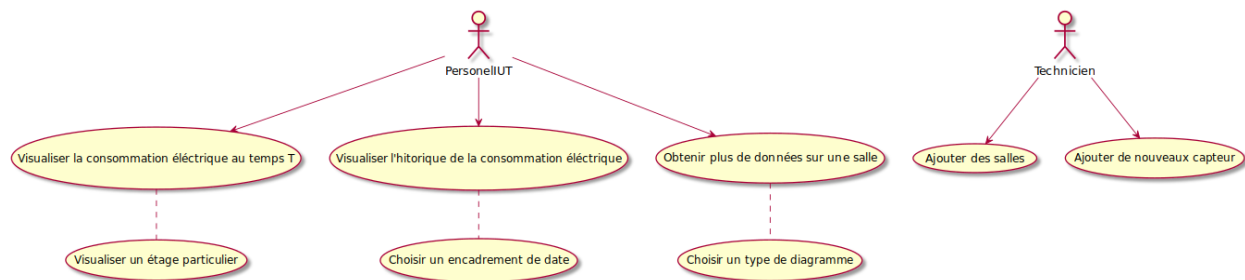 PersonelIUT
Technicien
Visualiser la consommation éléctrique au temps T
Visualiser l'hitorique de la consommation éléctrique
Obtenir plus de données sur une salle
Ajouter des salles
Ajouter de nouveaux capteur
Visualiser un étage particulier
Choisir un encadrement de date
Choisir un type de diagramme